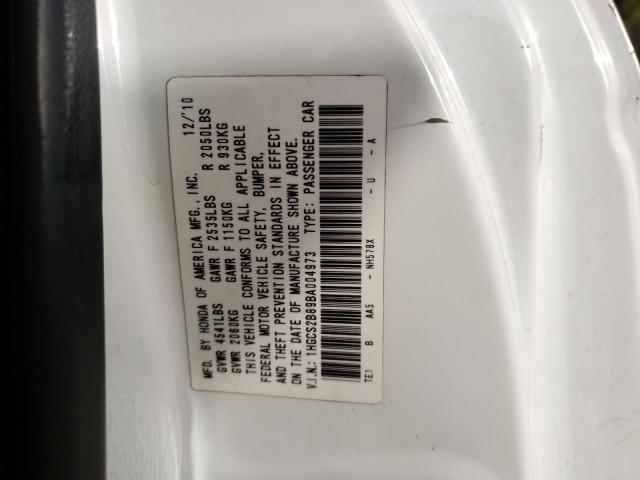 MFD. BY HONDA OF AMERICA MFG., INC. 12/10
GVWR 4541LBS GAWR F 2535LBS R 2050LBS
GVWR 2060KG GAWR F 1150KG R 930KG
THIS VEHICLE CONFORMS TO ALL APPLICABLE
FEDERAL MOTOR VEHICLE SAFETY, BUMPER,
AND THEFT PREVENTION STANDARDS IN EFFECT
ON THE DATE OF MANUFACTURE SHOWN ABOVE.
V.I.N.: 1HGCS2B89BA004973 TYPE: PASSENGER CAR
TE1 B AA5 - NH578X - U - A